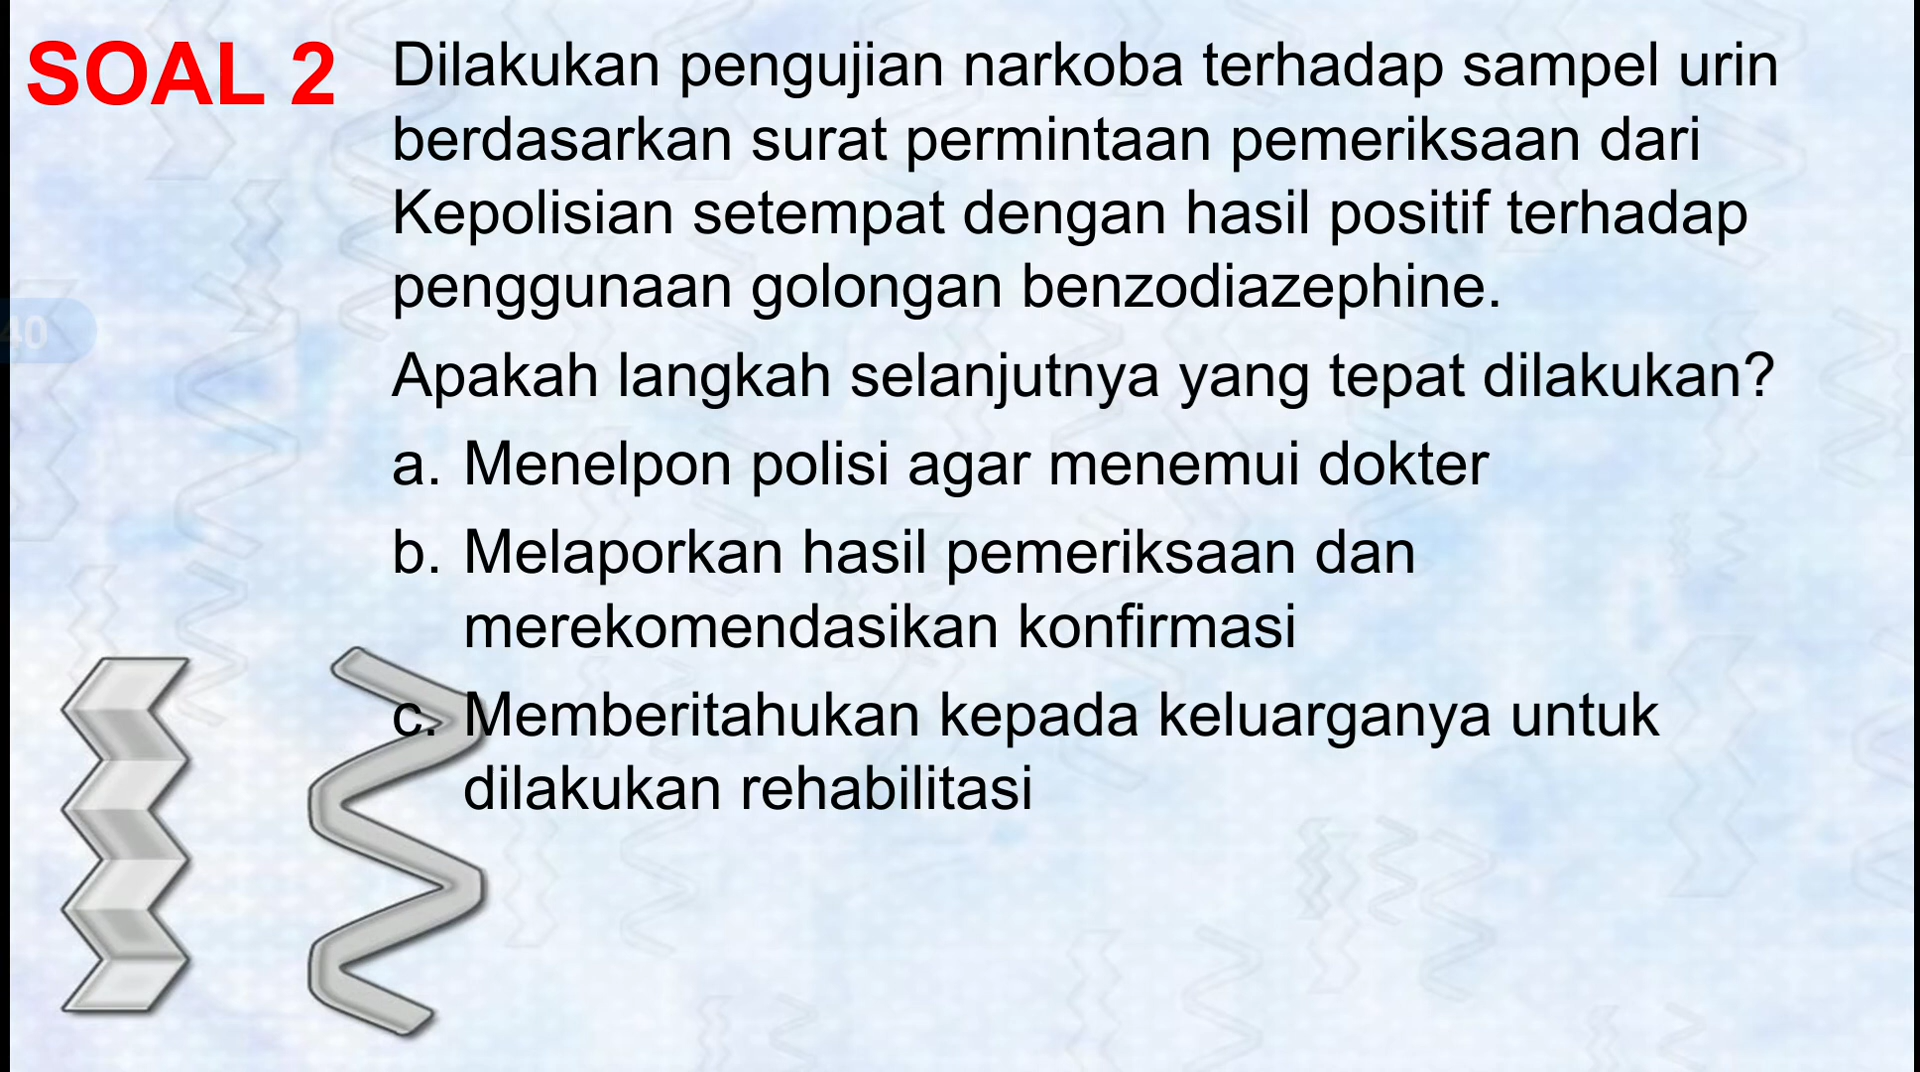 SOAL 2
Dilakukan pengujian narkoba terhadap sampel urin
berdasarkan surat permintaan pemeriksaan dari
Kepolisian setempat dengan hasil positif terhadap
penggunaan golongan benzodiazephine.
Apakah langkah selanjutnya yang tepat dilakukan?
a. Menelpon polisi agar menemui dokter
b. Melaporkan hasil pemeriksaan dan
merekomendasikan konfirmasi
c. Memberitahukan kepada keluarganya untuk
dilakukan rehabilitasi
40